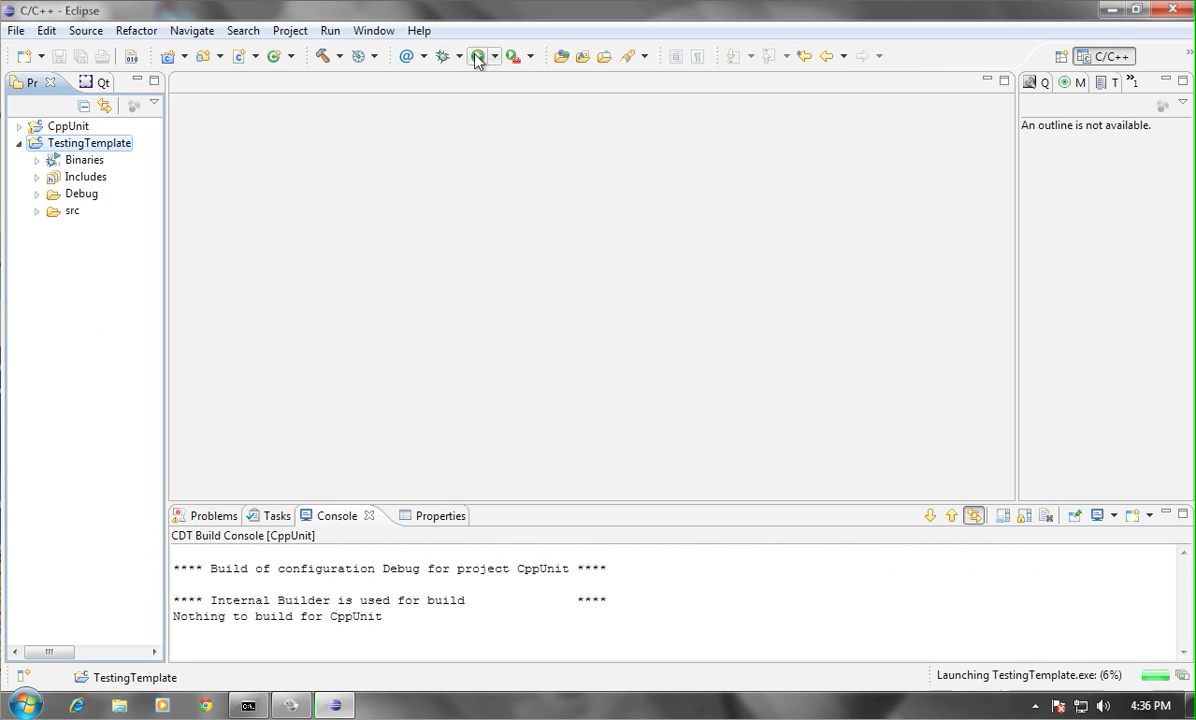 C/C++ - Eclipse
File Edit Source Refactor Navigate Search Project Run Window Help
C/C++
Pr Qt
Q M T »1
CppUnit
TestingTemplate
Binaries
Includes
Debug
src
An outline is not available.
Problems Tasks Console Properties
CDT Build Console [CppUnit]
**** Build of configuration Debug for project CppUnit ****
**** Internal Builder is used for build ****
Nothing to build for CppUnit
TestingTemplate
Launching TestingTemplate.exe: (6%)
4:36 PM